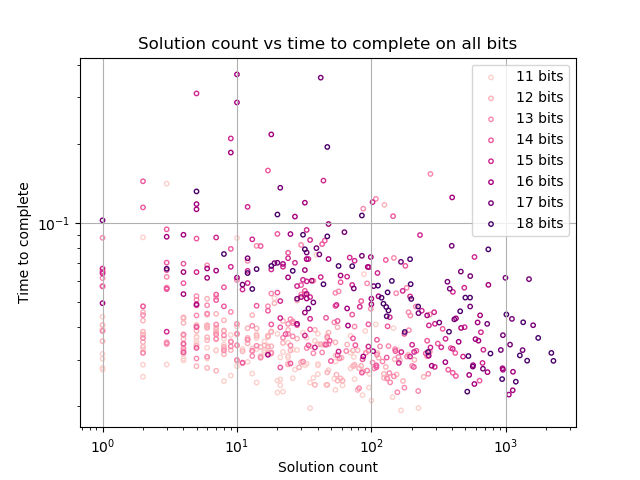 Solution count vs time to complete on all bits
11 bits
12 bits
13 bits
14 bits
15 bits
16 bits
17 bits
18 bits
Time to complete
10⁻¹
10⁰
10¹
10²
10³
Solution count